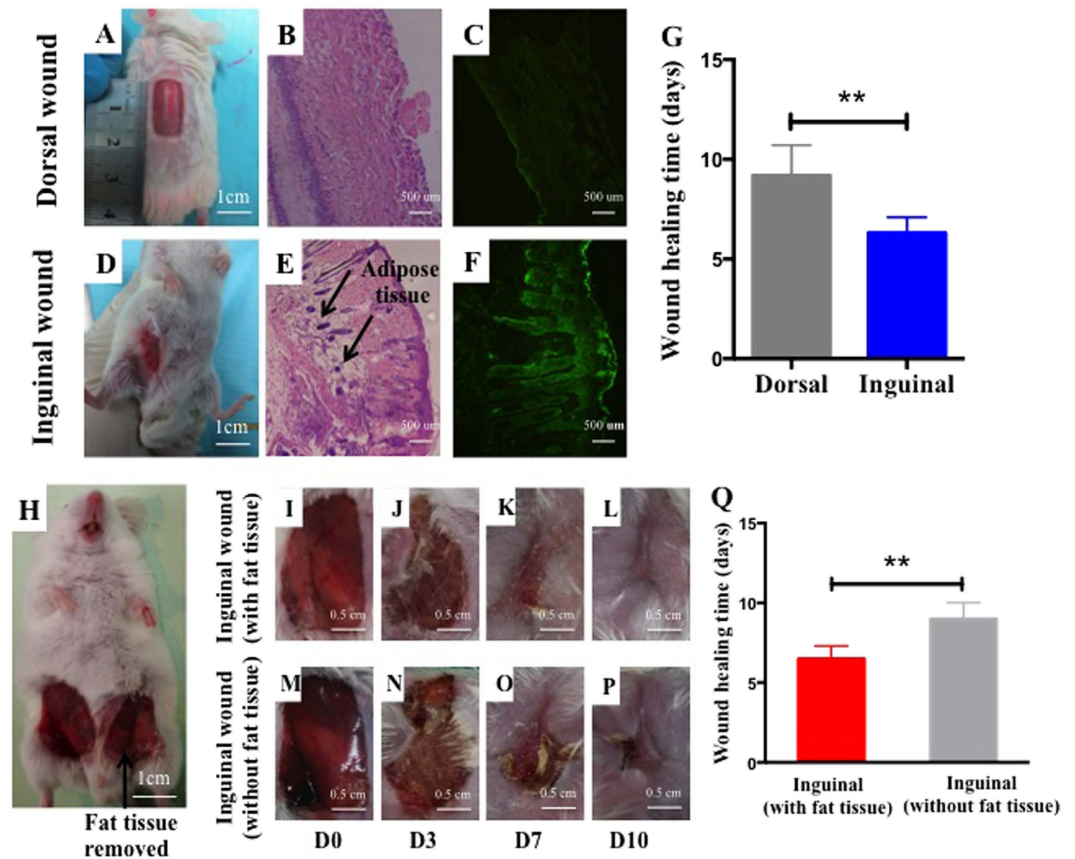 Dorsal wound
A
1cm
1
2
3
4
B
500 um
C
500 um
Inguinal wound
D
1cm
E
Adipose
tissue
500 um
F
500 um
G
Wound healing time (days)
15
10
5
0
**
Dorsal
Inguinal
H
1cm
Fat tissue
removed
Inguinal wound
(with fat tissue)
I
0.5 cm
J
0.5 cm
K
0.5 cm
L
0.5 cm
Inguinal wound
(without fat tissue)
M
0.5 cm
N
0.5 cm
O
0.5 cm
P
0.5 cm
D0
D3
D7
D10
Q
Wound healing time (days)
15
10
5
0
**
Inguinal
(with fat tissue)
Inguinal
(without fat tissue)